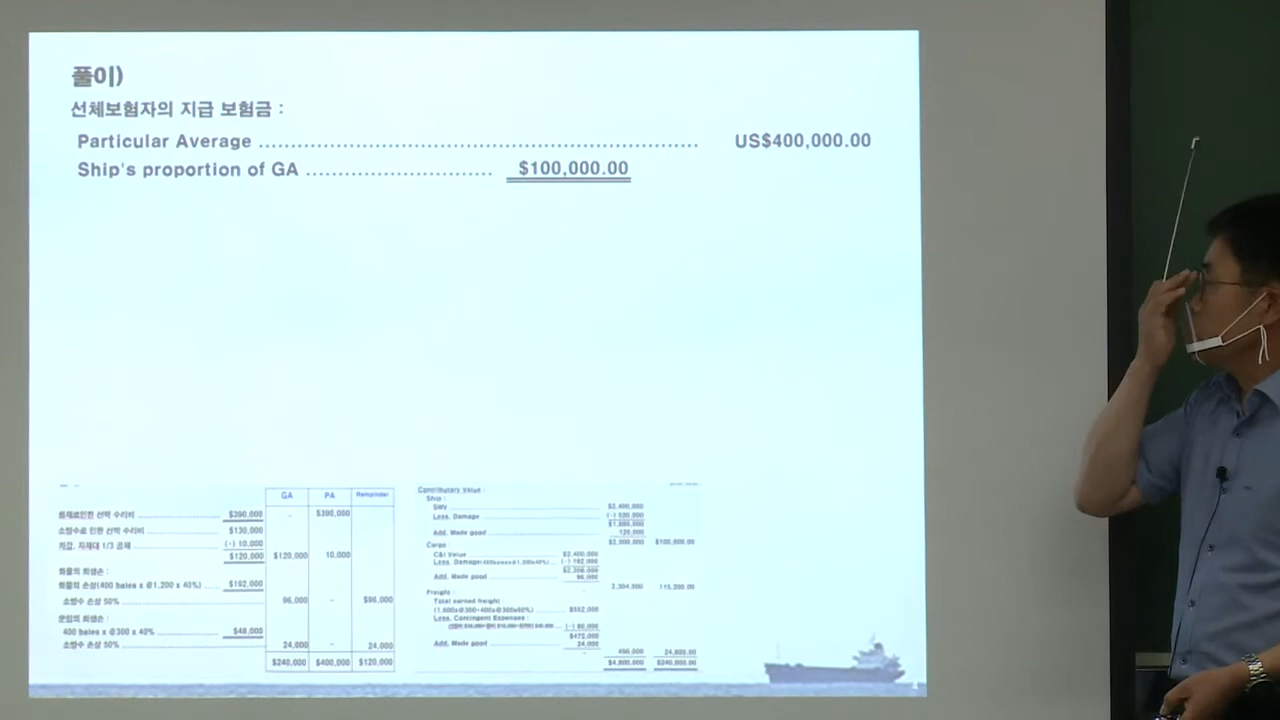 풀이)
선체보험자의 지급 보험금 :
Particular Average ........................................................ US$400,000.00
Ship's proportion of GA ............................. $100,000.00
GA PA Remainder
화재로인한 선박 수리비 $390,000 - $390,000
소방수로 인한 선박 수리비 $130,000
(-) 10,000
$120,000 $120,000 10,000
화물의 희생손 :
화물의 손상(400 bales x @1,200 x 40%) ..... $192,000
소방수 손상 50% 96,000 - $96,000
운임의 희생손 :
400 bales x @300 x 40% $48,000
소방수 손상 50% 24,000 - 24,000
$240,000 $400,000 $120,000
Contributory Value :
Ship :
SMV $2,400,000
Less. Damage (-) 520,000
$1,880,000
Add. Made good 120,000
$2,000,000 $100,000.00
Cargo :
C&I Value $2,400,000
Less. Damage(400bales x @1,200x40%) .. (-) 192,000
$2,208,000
Add. Made good 96,000
2,304,000 115,200.00
Freight :
Total earned freight :
$552,000
Less. Contingent Expenses :
(-) 80,000
$472,000
Add. Made good 24,000
496,000 24,800.00
$4,800,000 $240,000.00